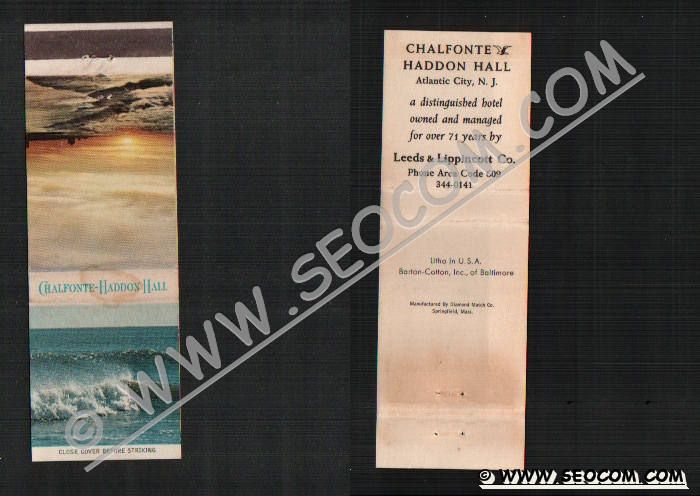 CHALFONTE-HADDON HALL
CLOSE COVER BEFORE STRIKING
CHALFONTE
HADDON HALL
Atlantic City, N. J.
a distinguished hotel
owned and managed
for over 71 years by
Leeds & Lippincott Co.
Phone Area Code 609
344-0141
Litho in U.S.A.
Barton-Cotton, Inc., of Baltimore
Manufactured By Diamond Match Co.
Springfield, Mass.
© WWW.SEOCOM.COM
© WWW.SEOCOM.COM